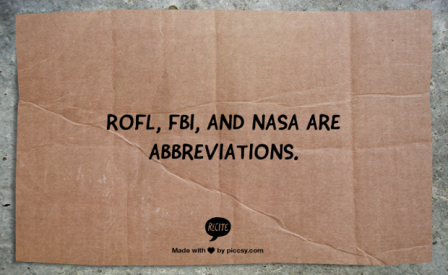 ROFL, FBI, AND NASA ARE
ABBREVIATIONS.
RECITE
Made with ♥ by piccsy.com